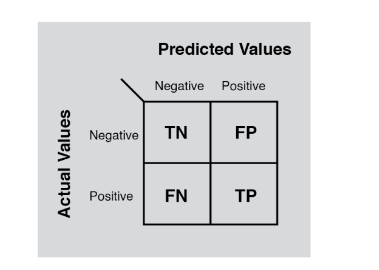 Predicted Values
Negative Positive
Actual Values
Negative TN FP
Positive FN TP